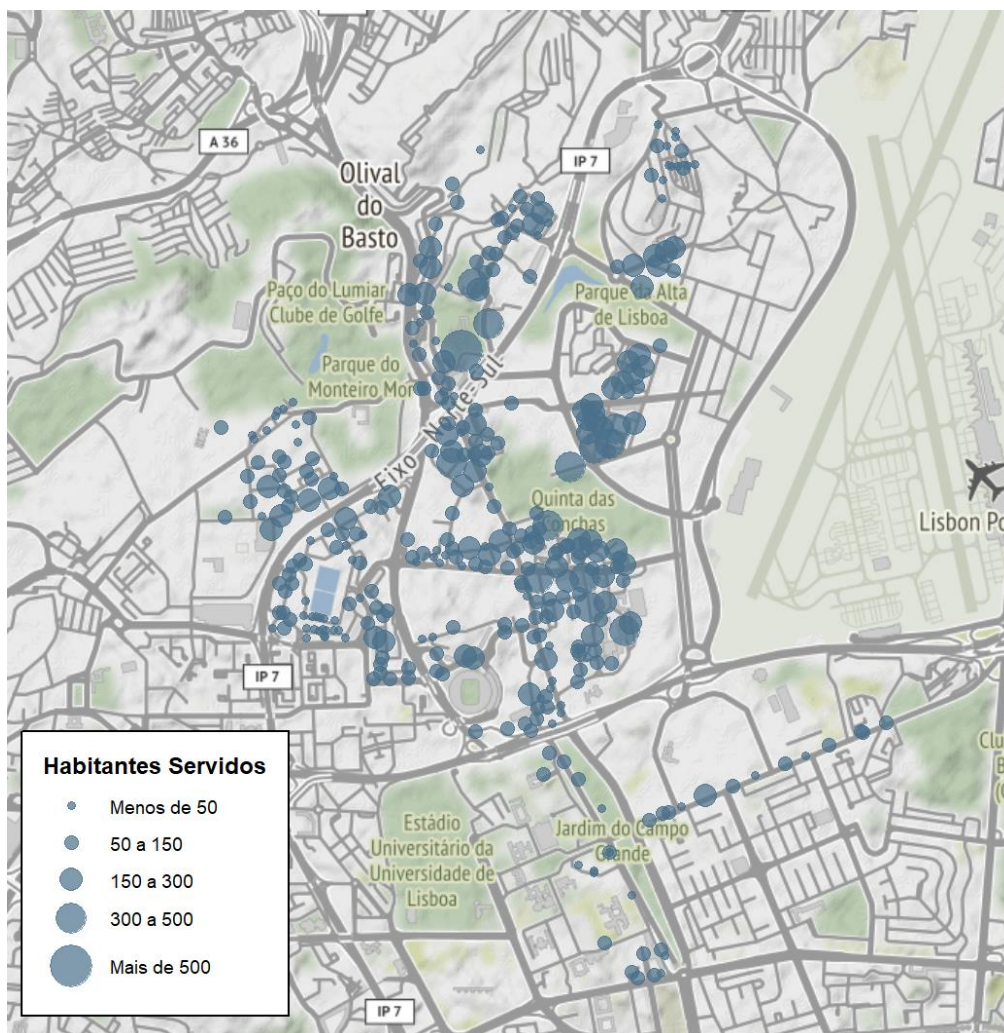 A 36
Olival
do
Basto
IP 7
Paço do Lumiar
Clube de Golfe
Parque da Alta
de Lisboa
Parque do
Monteiro Mor
Eixo Norte-Sul
Quinta das
Conchas
Lisbon Po
IP 7
Habitantes Servidos
Menos de 50
50 a 150
150 a 300
300 a 500
Mais de 500
Estádio
Universitário da
Universidade de
Lisboa
Jardim do Campo
Grande
Clu
B
(C
IP 7